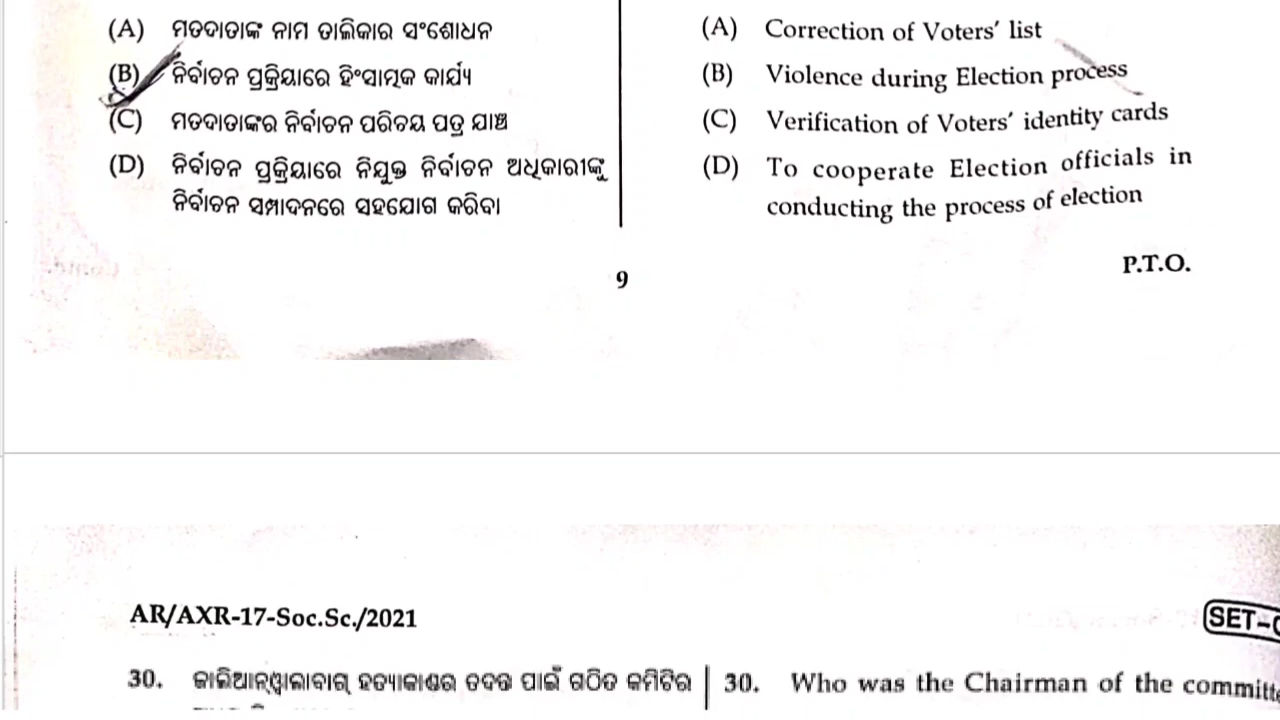 (A) ମତଦାତାଙ୍କ ନାମ ତାଲିକାର ସଂଶୋଧନ
(B) ନିର୍ବାଚନ ପ୍ରକ୍ରିୟାରେ ହିଂସାତ୍ମକ କାର୍ଯ୍ୟ
(C) ମତଦାତାଙ୍କର ନିର୍ବାଚନ ପରିଚୟ ପତ୍ର ଯାଞ୍ଚ
(D) ନିର୍ବାଚନ ପ୍ରକ୍ରିୟାରେ ନିଯୁକ୍ତ ନିର୍ବାଚନ ଅଧିକାରୀଙ୍କୁ
ନିର୍ବାଚନ ସମ୍ପାଦନରେ ସହଯୋଗ କରିବା
(A) Correction of Voters’ list
(B) Violence during Election process
(C) Verification of Voters’ identity cards
(D) To cooperate Election officials in
conducting the process of election
9
P.T.O.
AR/AXR-17-Soc.Sc./2021
SET-
30. ଜାଲିଆନ୍‌ୱାଲାବାଗ୍ ହତ୍ୟାକାଣ୍ଡର ତଦନ୍ତ ପାଇଁ ଗଠିତ କମିଟିର
30. Who was the Chairman of the